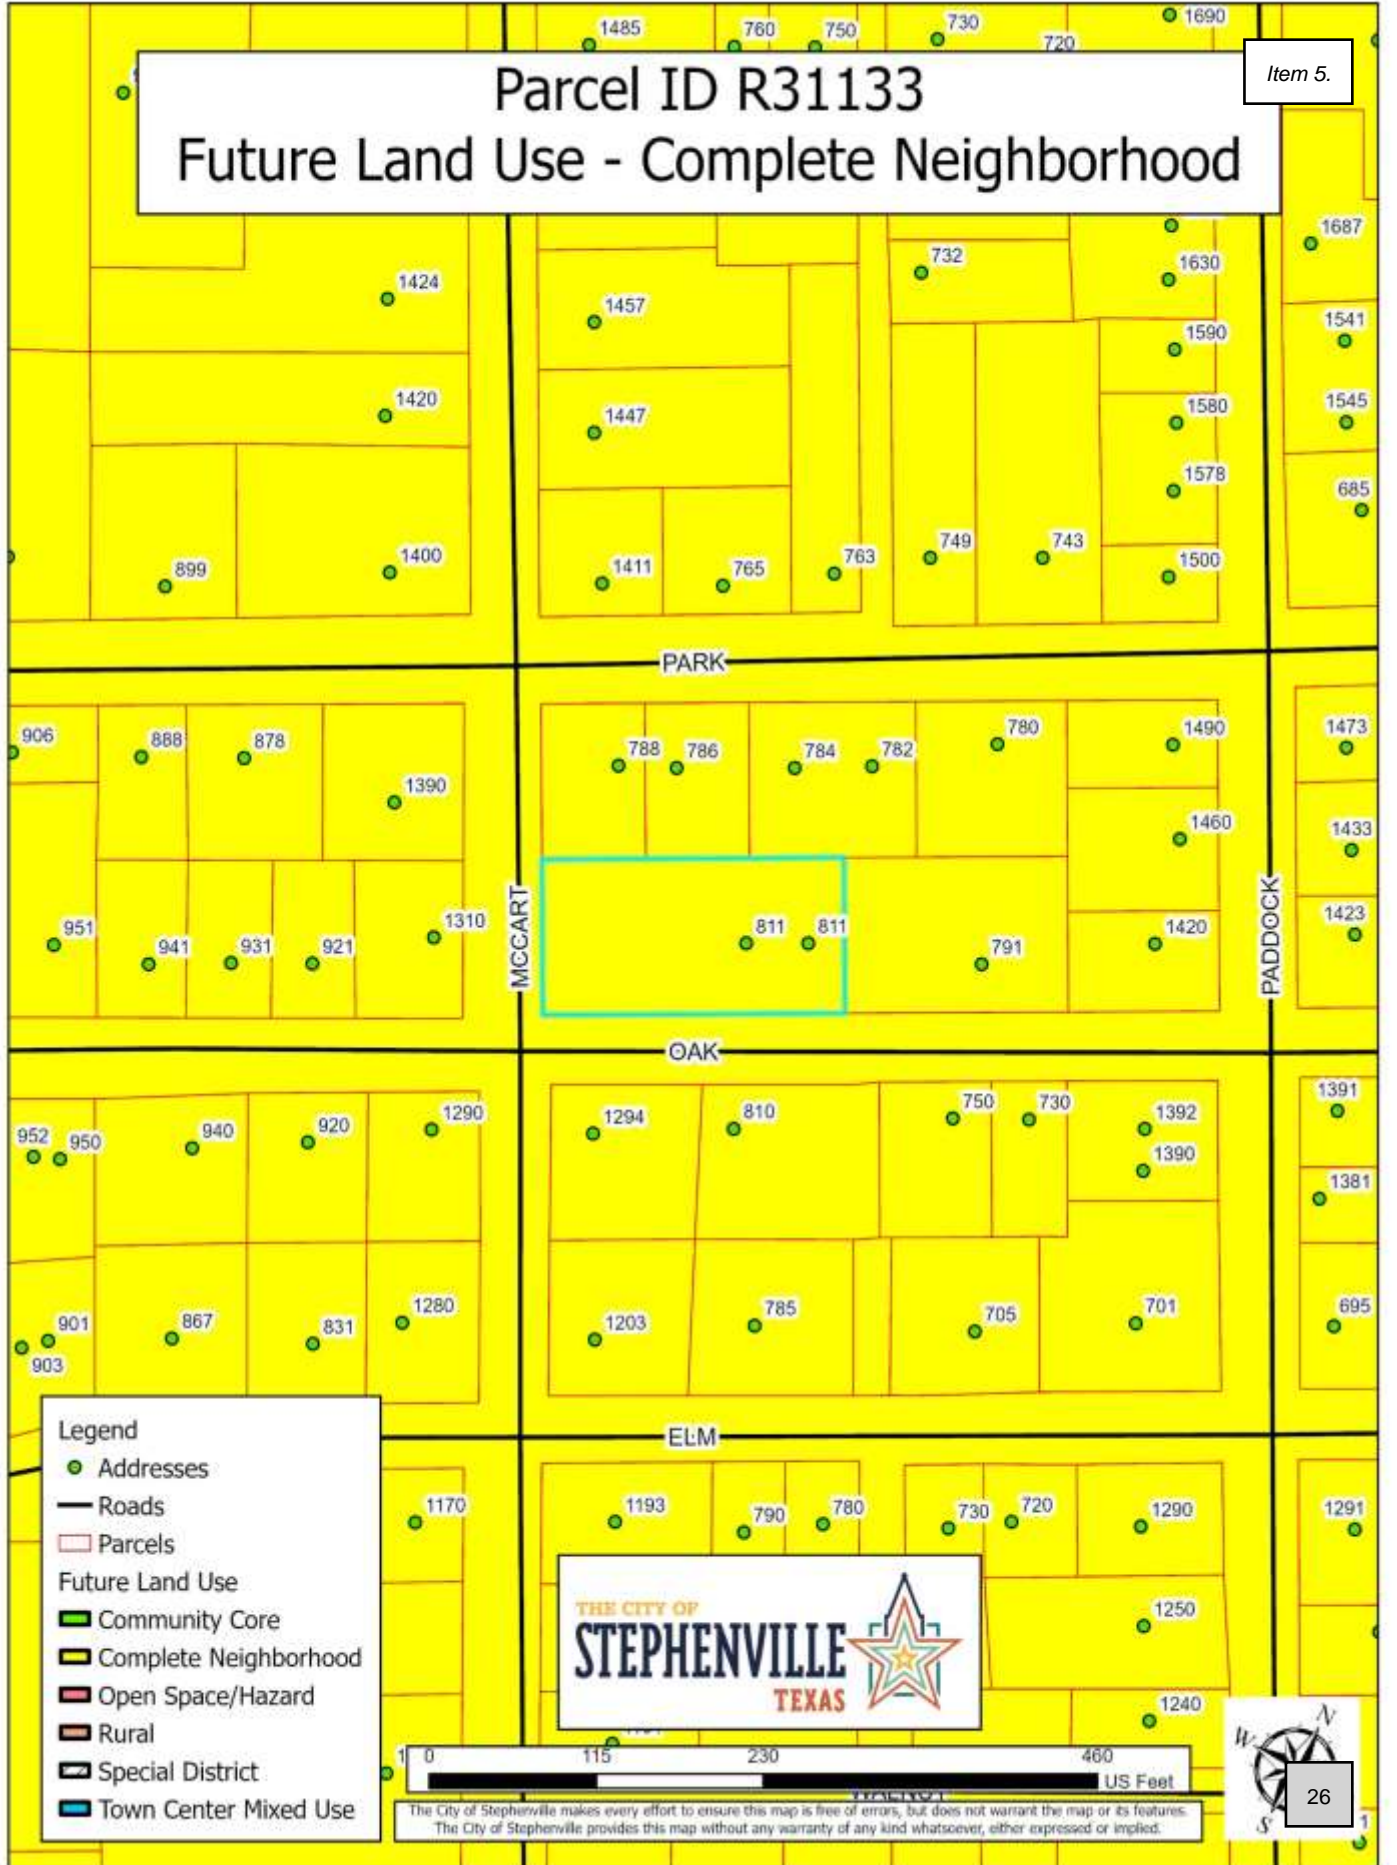 1485
760
750
730
720
1690
Item 5.
Parcel ID R31133
Future Land Use - Complete Neighborhood
1687
732
1630
1424
1457
1541
1590
1420
1447
1580
1545
1578
685
899
1400
1411
765
763
749
743
1500
PARK
906
888
878
1390
788
786
784
782
780
1490
1473
1460
1433
MCCART
PADDOCK
951
941
931
921
1310
811
811
791
1420
1423
OAK
952
950
940
920
1290
1294
810
750
730
1392
1390
1391
1381
901
903
867
831
1280
1203
785
705
701
695
ELM
Legend
Addresses
Roads
Parcels
Future Land Use
Community Core
Complete Neighborhood
Open Space/Hazard
Rural
Special District
Town Center Mixed Use
1170
1193
790
780
730
720
1290
1291
1250
1240
THE CITY OF
STEPHENVILLE
TEXAS
0 115 230 460
US Feet
N
W
S
26
The City of Stephenville makes every effort to ensure this map is free of errors, but does not warrant the map or its features.
The City of Stephenville provides this map without any warranty of any kind whatsoever, either expressed or implied.